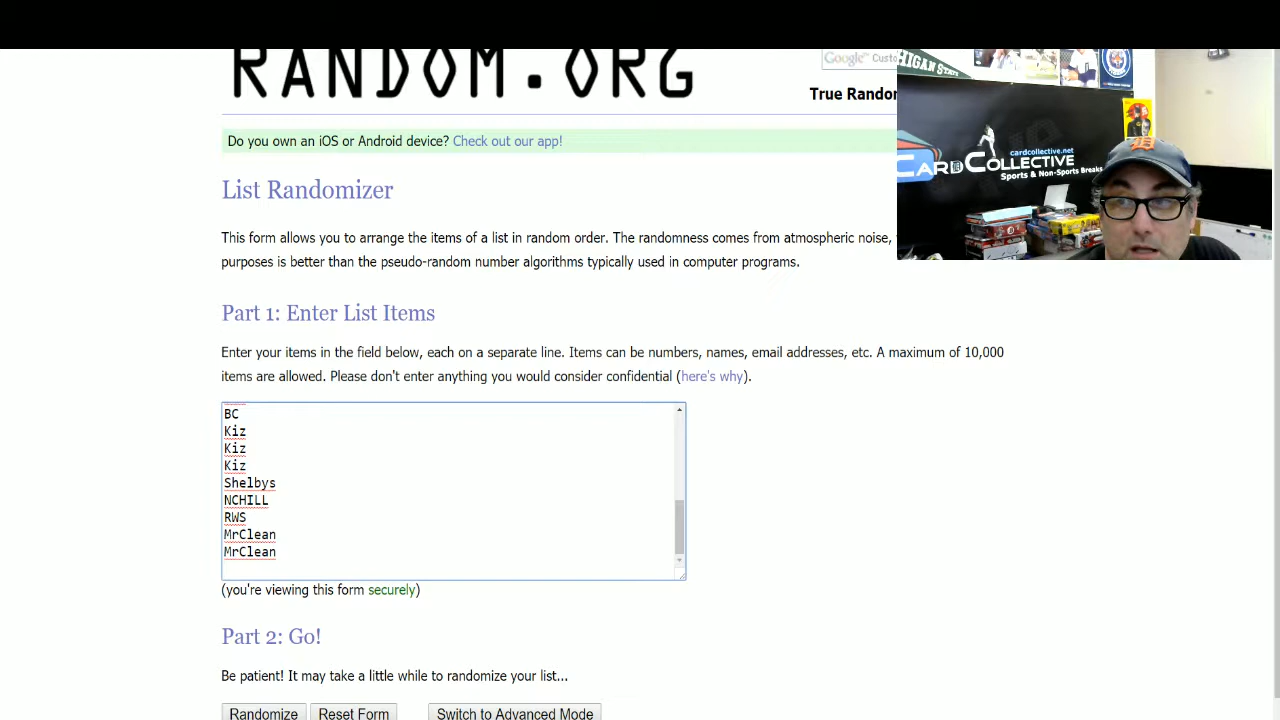 RANDOM.ORG
Google™ Custo
True Rando
Do you own an iOS or Android device? Check out our app!
List Randomizer
This form allows you to arrange the items of a list in random order. The randomness comes from atmospheric noise,
purposes is better than the pseudo-random number algorithms typically used in computer programs.
Part 1: Enter List Items
Enter your items in the field below, each on a separate line. Items can be numbers, names, email addresses, etc. A maximum of 10,000
items are allowed. Please don't enter anything you would consider confidential (here's why).
BC
Kiz
Kiz
Kiz
Shelbys
NCHILL
RWS
MrClean
MrClean
(you're viewing this form securely)
Part 2: Go!
Be patient! It may take a little while to randomize your list...
Randomize Reset Form Switch to Advanced Mode
HIGAN STATE
cardcollective.net
CARDCOLLECTIVE
Sports & Non-Sports Breaks